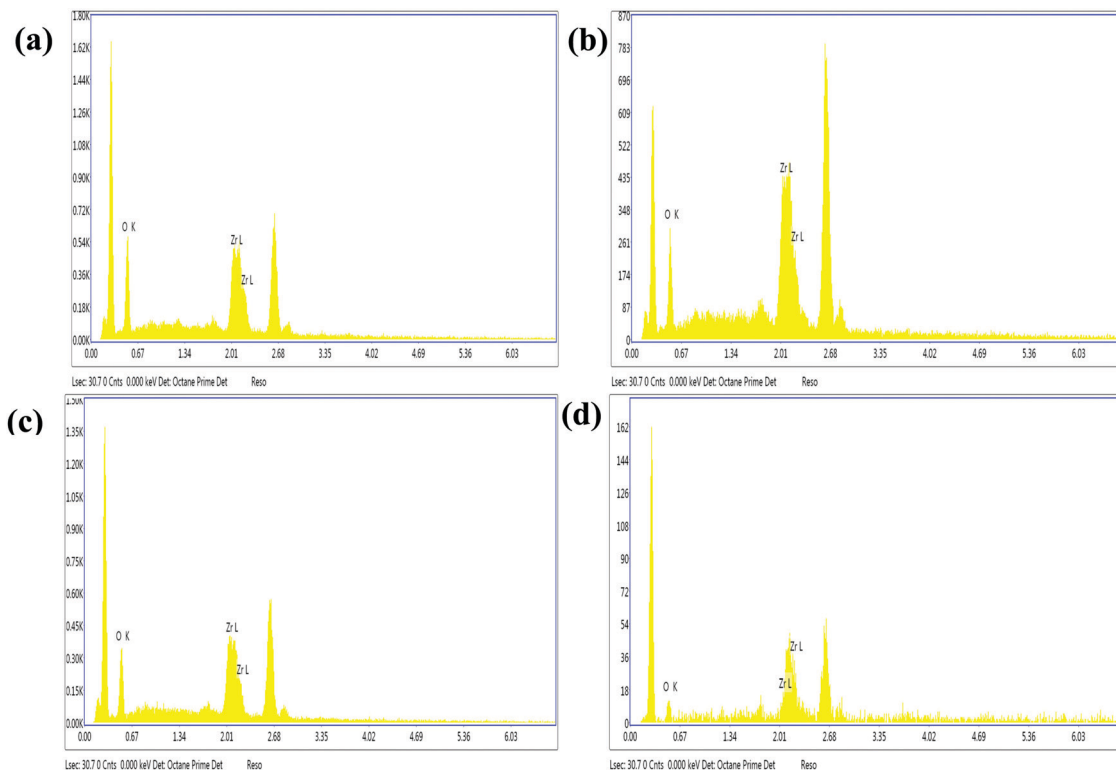 (a)
1.80K
1.62K
1.44K
1.26K
1.08K
0.90K
0.72K
0.54K
0.36K
0.18K
0.00K
O K
Zr L
Zr L
0.00 0.67 1.34 2.01 2.68 3.35 4.02 4.69 5.36 6.03
Lsec: 30.7 0 Cnts 0.000 keV Det: Octane Prime Det Reso
(b)
870
783
696
609
522
435
348
261
174
87
0
O K
Zr L
Zr L
0.00 0.67 1.34 2.01 2.68 3.35 4.02 4.69 5.36 6.03
Lsec: 30.7 0 Cnts 0.000 keV Det: Octane Prime Det Reso
(c)
1.50K
1.35K
1.20K
1.05K
0.90K
0.75K
0.60K
0.45K
0.30K
0.15K
0.00K
O K
Zr L
Zr L
0.00 0.67 1.34 2.01 2.68 3.35 4.02 4.69 5.36 6.03
Lsec: 30.7 0 Cnts 0.000 keV Det: Octane Prime Det Reso
(d)
162
144
126
108
90
72
54
36
18
0
O K
Zr L
Zr L
0.00 0.67 1.34 2.01 2.68 3.35 4.02 4.69 5.36 6.03
Lsec: 30.7 0 Cnts 0.000 keV Det: Octane Prime Det Reso